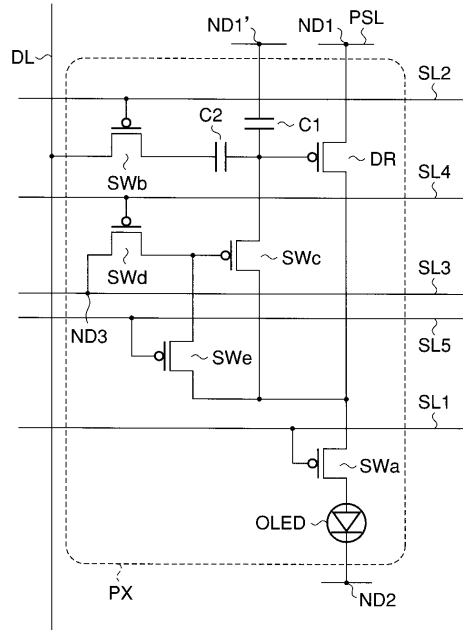 ND1' ND1 PSL
DL
SL2
C2
C1
DR
SWb
SL4
SWd
SWc
SL3
ND3
SL5
SWe
SL1
SWa
OLED
PX
ND2